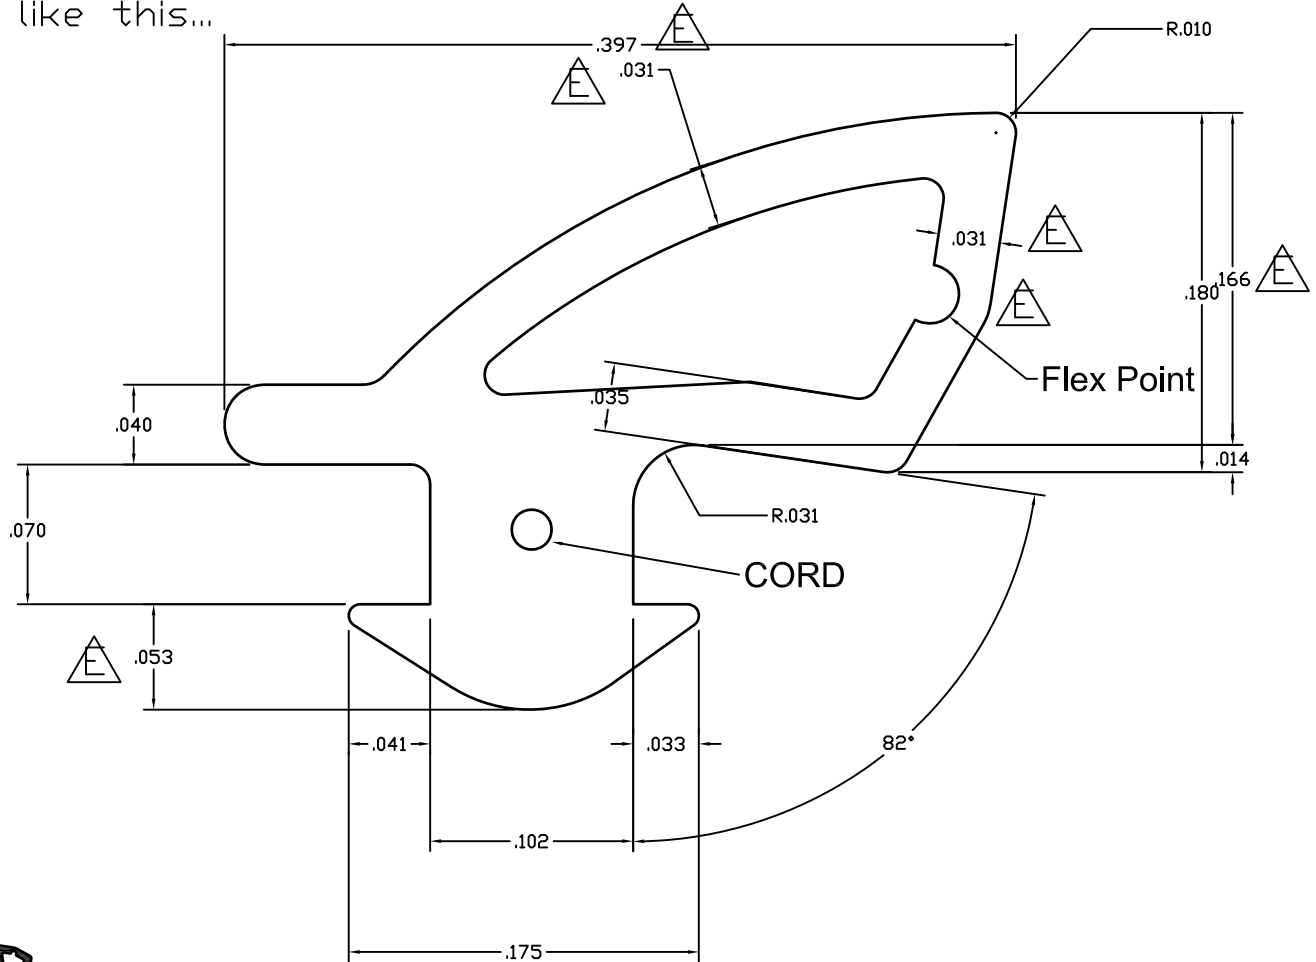 like this...
.397
E
R.010
E
.031
.031
E
E
.180
.166
E
Flex Point
.035
.040
.014
.070
R.031
CORD
E
.053
.041
.033
82°
.102
.175